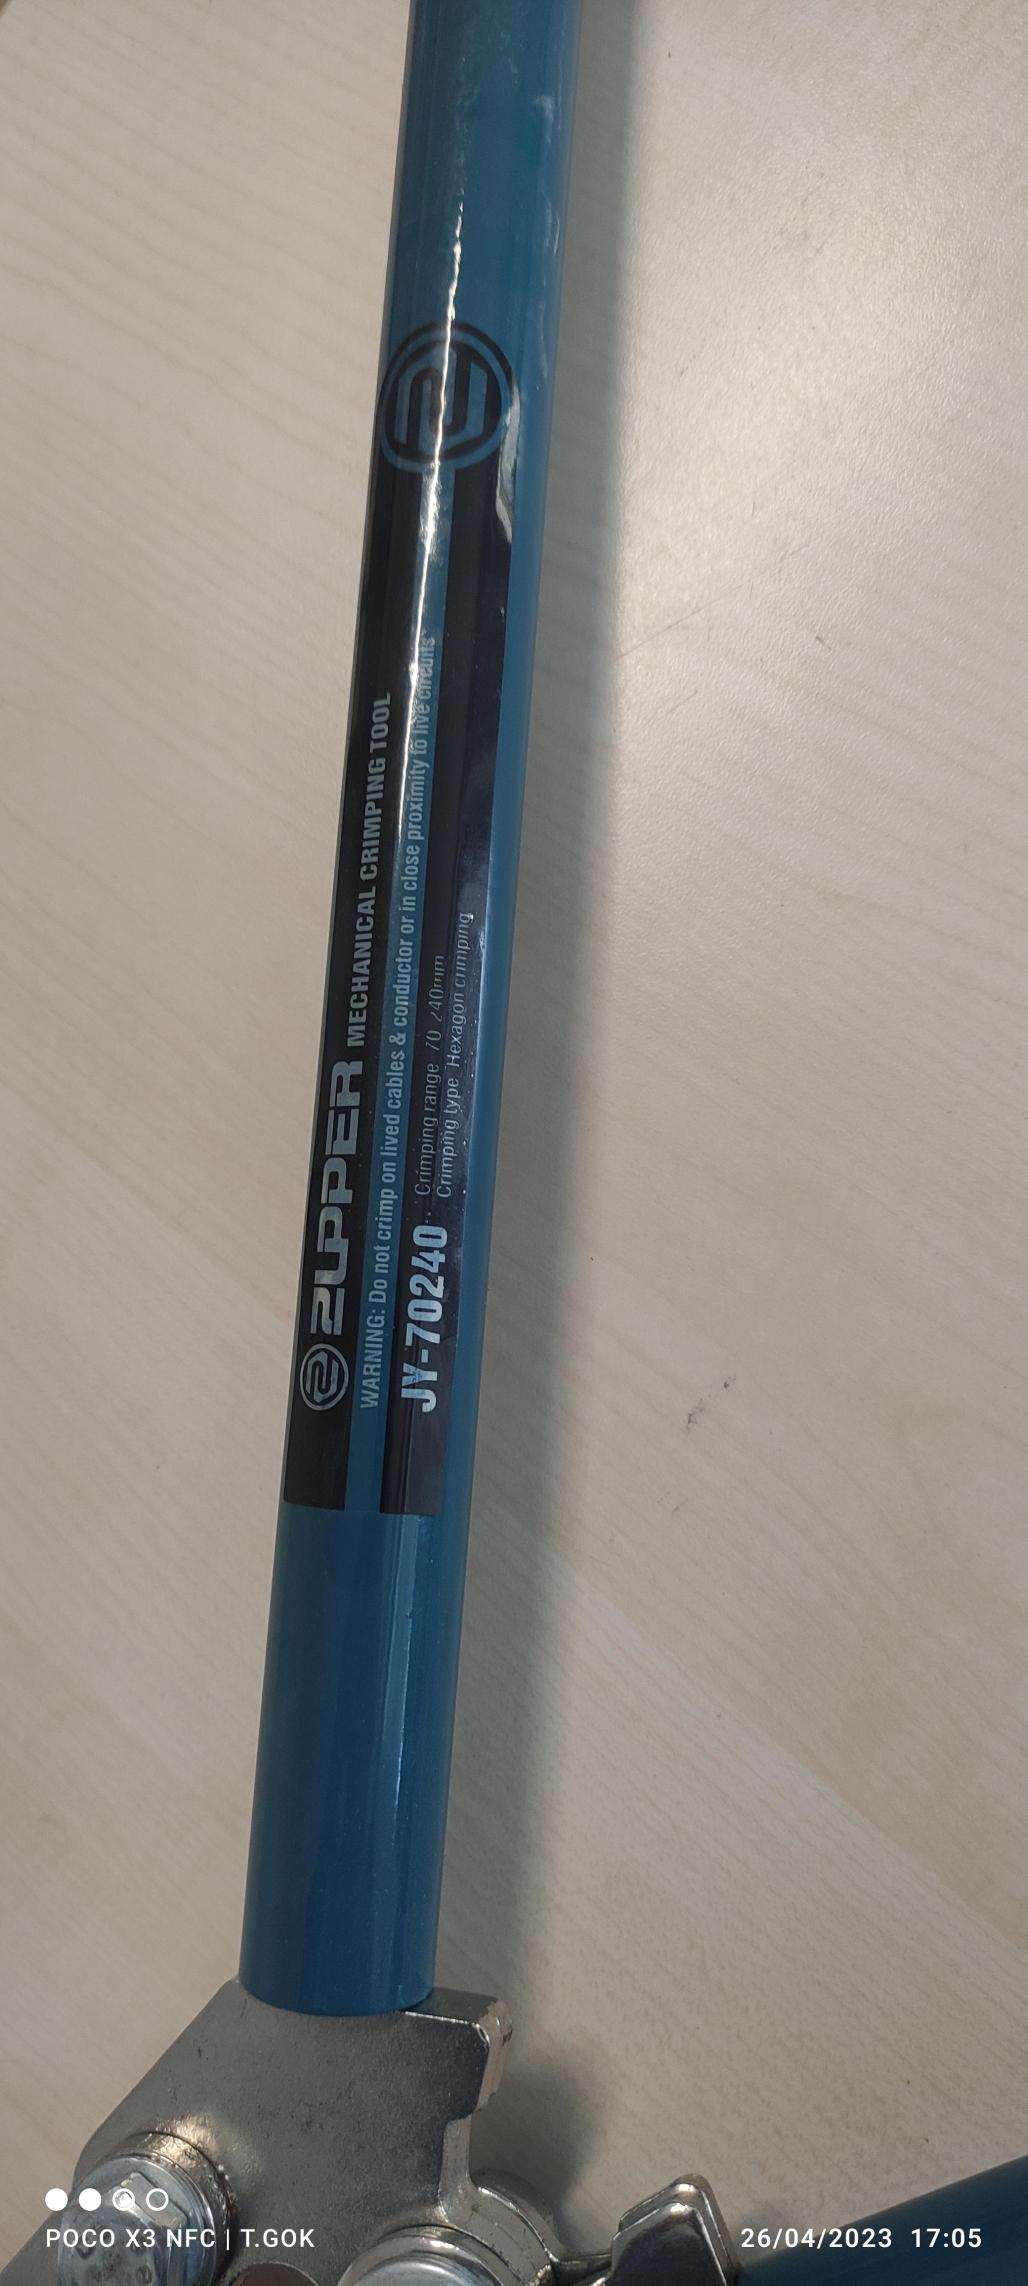 ZUPPER MECHANICAL CRIMPING TOOL
WARNING: Do not crimp on lived cables & conductor or in close proximity to live circuits
JY-70240
Crimping range 70 240mm
Crimping type Hexagon crimping
POCO X3 NFC | T.GOK
26/04/2023 17:05